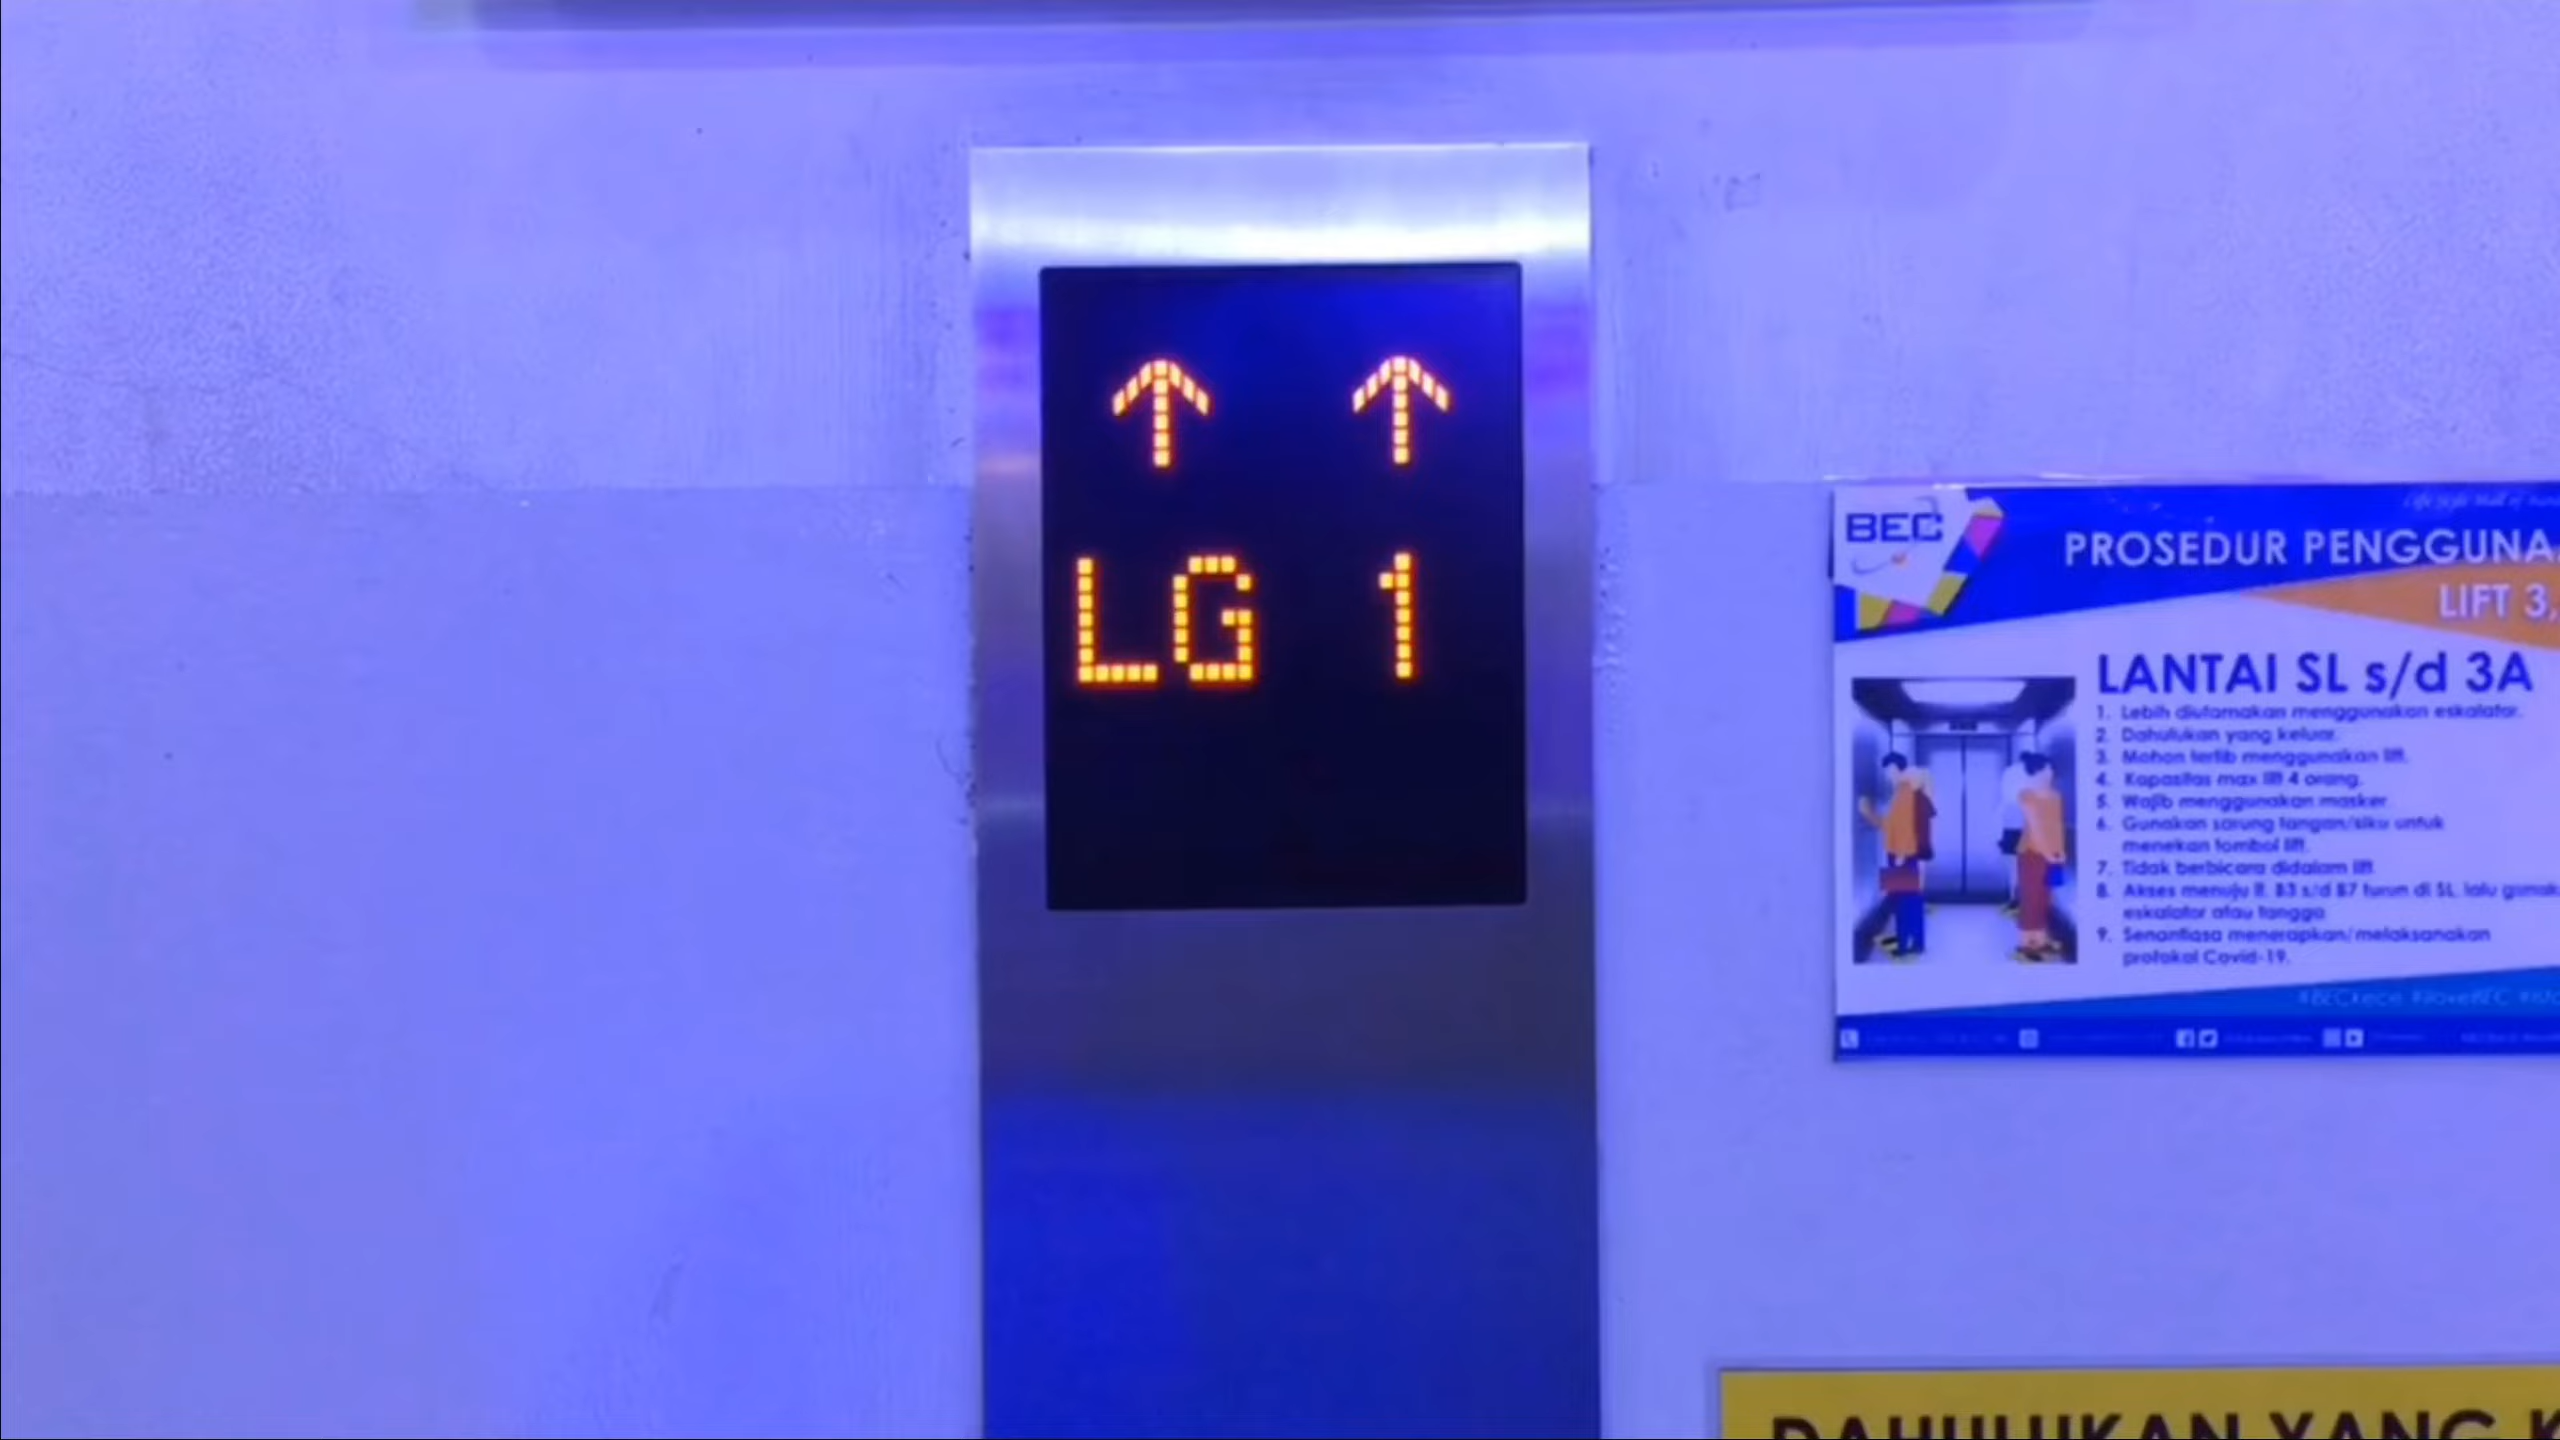 LG 1
BEC
PROSEDUR PENGGUNA
LIFT 3,
LANTAI SL s/d 3A
1. Lebih diutamakan menggunakan eskalator.
2. Dahulukan yang keluar.
3. Mohon tertib menggunakan lift.
4. Kapasitas max lift 4 orang.
5. Wajib menggunakan masker
6. Gunakan sarung tangan/siku untuk
menekan tombol lift.
7. Tidak berbicara didalam lift
8. Akses menuju lt. B3 s/d B7 turun di SL, lalu gunak
eskalator atau tangga
9. Senantiasa menerapkan/melaksanakan
protokol Covid-19.
#BECkece #iloveBEC
DAHULUKAN YANG K